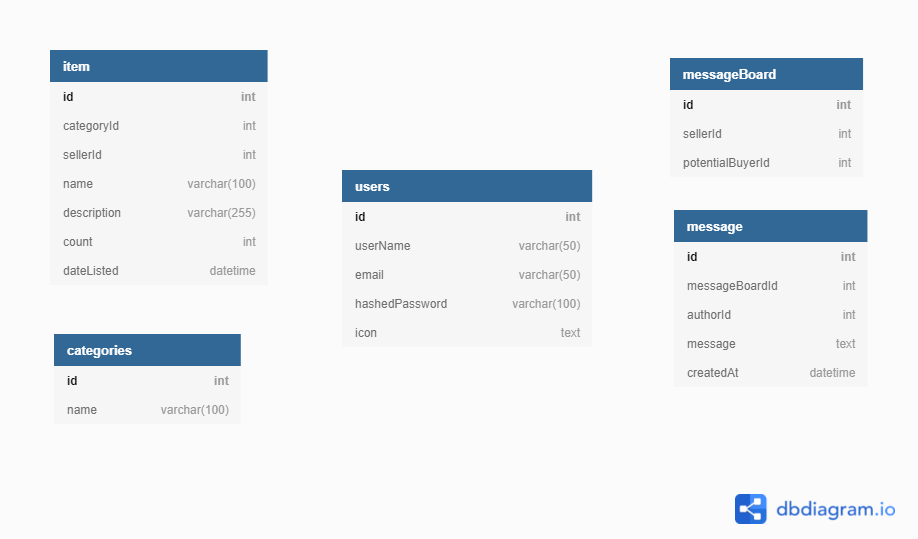 item
id int
categoryId int
sellerId int
name varchar(100)
description varchar(255)
count int
dateListed datetime
categories
id int
name varchar(100)
users
id int
userName varchar(50)
email varchar(50)
hashedPassword varchar(100)
icon text
messageBoard
id int
sellerId int
potentialBuyerId int
message
id int
messageBoardId int
authorId int
message text
createdAt datetime
dbdiagram.io